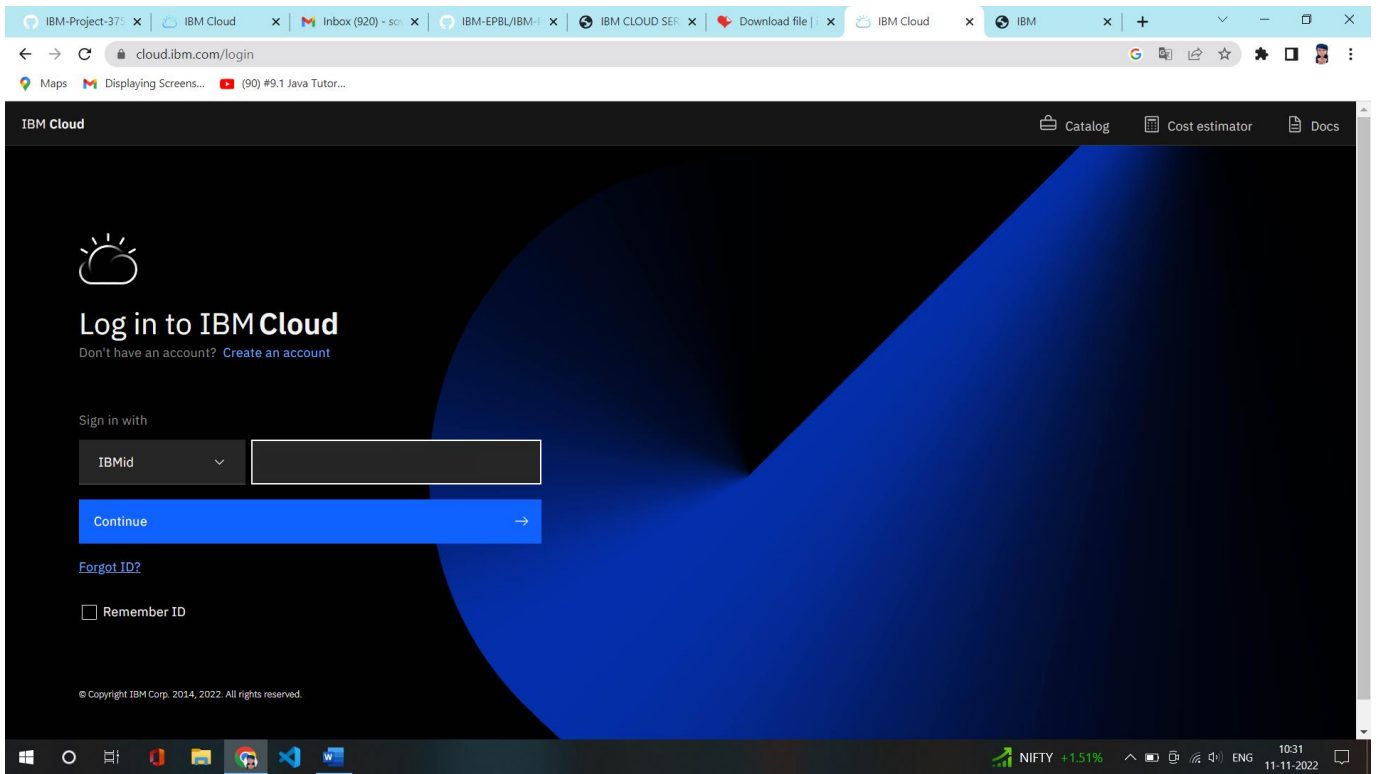 IBM-Project-375
IBM Cloud
Inbox (920) - so
IBM-EPBL/IBM-
IBM CLOUD SER
Download file |
IBM Cloud
IBM
cloud.ibm.com/login
Maps
Displaying Screens...
(90) #9.1 Java Tutor...
IBM Cloud
Catalog
Cost estimator
Docs
Log in to IBM Cloud
Don't have an account? Create an account
Sign in with
IBMid
Continue
Forgot ID?
Remember ID
© Copyright IBM Corp. 2014, 2022. All rights reserved.
NIFTY +1.51%
ENG
10:31
11-11-2022